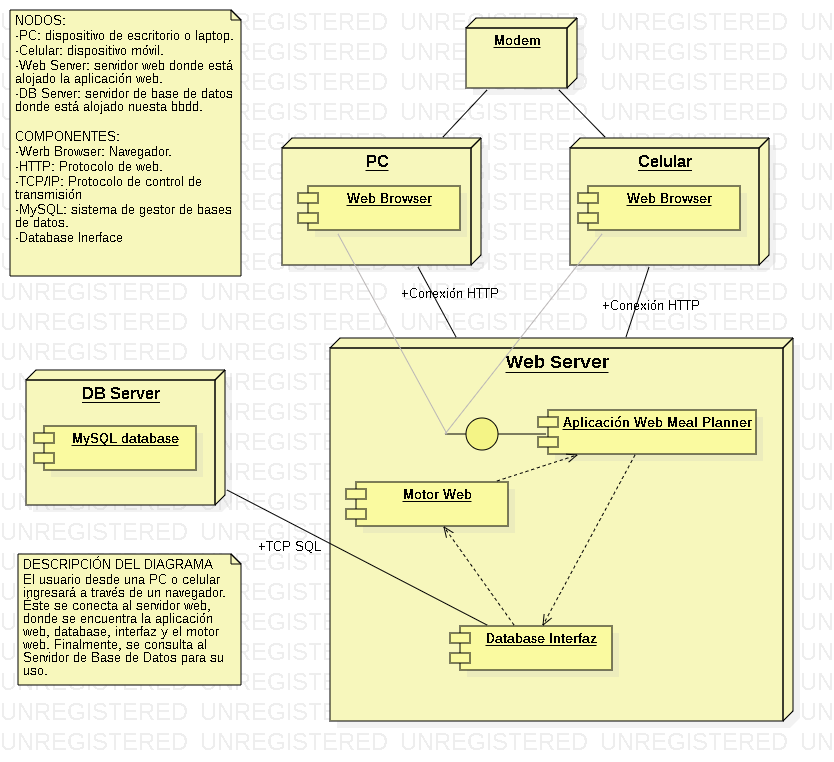 NODOS:
-PC: dispositivo de escritorio o laptop.
-Celular: dispositivo móvil.
-Web Server: servidor web donde está
alojado la aplicación web.
-DB Server: servidor de base de datos
donde está alojado nuesta bbdd.
COMPONENTES:
-Werb Browser: Navegador.
-HTTP: Protocolo de web.
-TCP/IP: Protocolo de control de
transmisión
-MySQL: sistema de gestor de bases
de datos.
-Database Inerface
Modem
PC
Web Browser
Celular
Web Browser
+Conexión HTTP
+Conexión HTTP
Web Server
Aplicación Web Meal Planner
Motor Web
Database Interfaz
DB Server
MySQL database
+TCP SQL
DESCRIPCIÓN DEL DIAGRAMA
El usuario desde una PC o celular
ingresará a través de un navegador.
Éste se conecta al servidor web,
donde se encuentra la aplicación
web, database, interfaz y el motor
web. Finalmente, se consulta al
Servidor de Base de Datos para su
uso.
UNREGISTERED